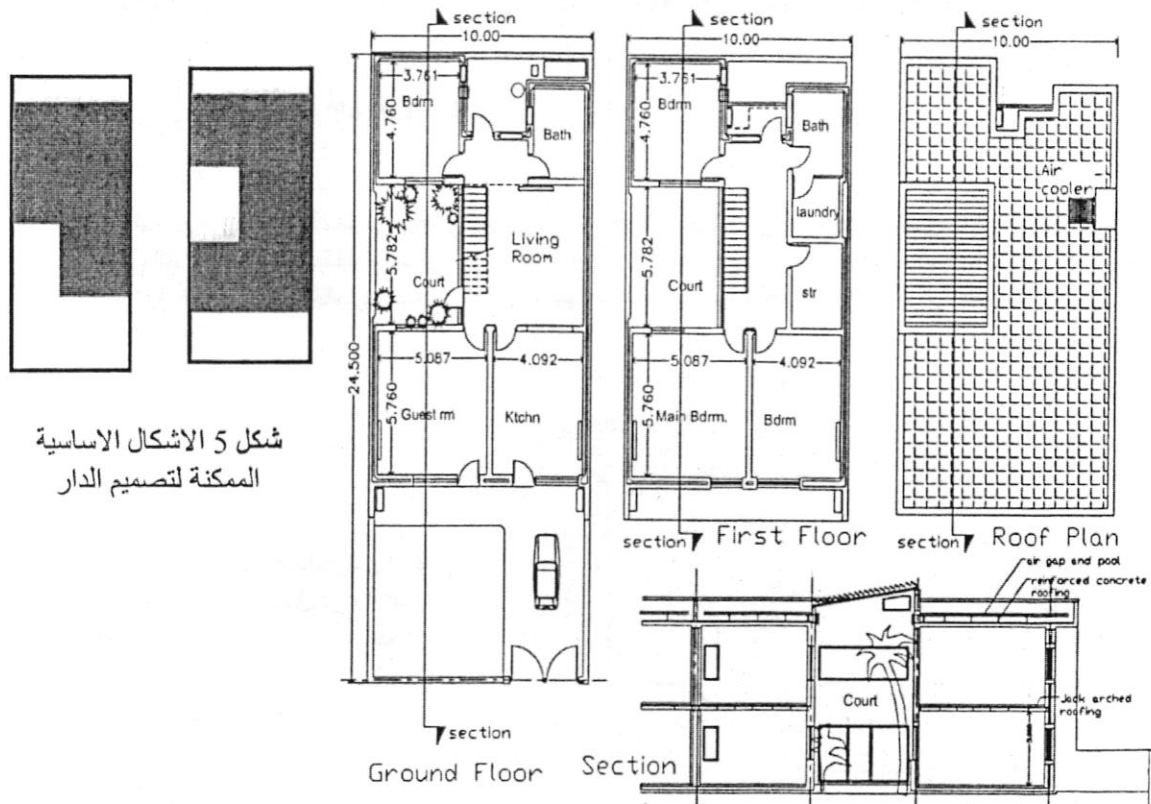 شكل 5 الاشكال الاساسية
الممكنة لتصميم الدار
section
10.00
3.761
Bdrm
4.760
Bath
5.782
Living
Room
Court
24.500
5.087
4.092
5.760
Guest rm
Ktchn
section
Ground Floor
section
10.00
3.761
Bdrm
4.760
Bath
laundry
5.782
Court
str
5.087
4.092
5.760
Main Bdrm.
Bdrm
section
First Floor
section
10.00
Air
cooler
section
Roof Plan
air gap and pool
reinforced concrete
roofing
Court
Jack arched
roofing
Section